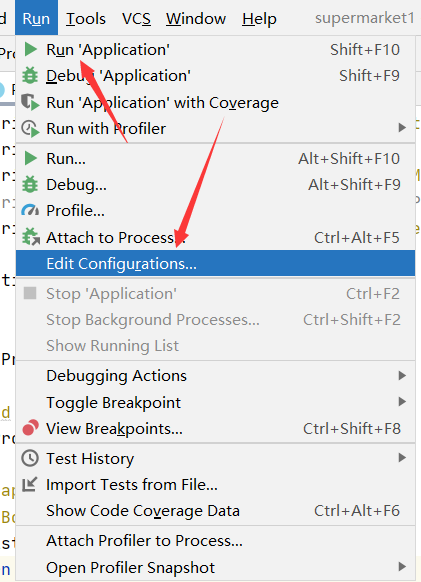 Run Tools VCS Window Help supermarket1
Run 'Application' Shift+F10
Debug 'Application' Shift+F9
Run 'Application' with Coverage
Run with Profiler
Run... Alt+Shift+F10
Debug... Alt+Shift+F9
Profile...
Attach to Process... Ctrl+Alt+F5
Edit Configurations...
Stop 'Application' Ctrl+F2
Stop Background Processes... Ctrl+Shift+F2
Show Running List
Debugging Actions
Toggle Breakpoint
View Breakpoints... Ctrl+Shift+F8
Test History
Import Tests from File...
Show Code Coverage Data Ctrl+Alt+F6
Attach Profiler to Process...
Open Profiler Snapshot